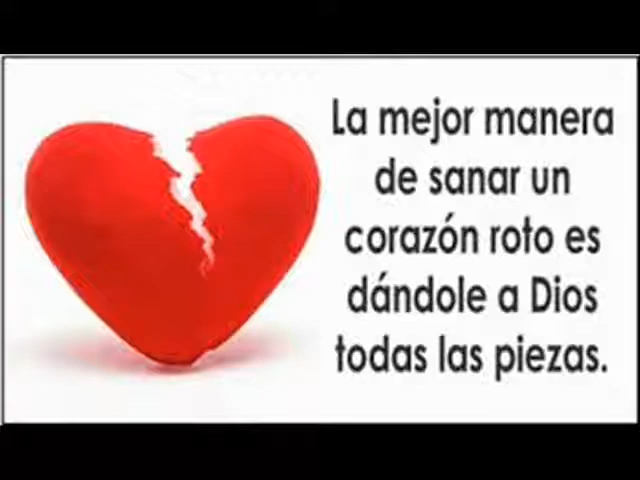 La mejor manera
de sanar un
corazón roto es
dándole a Dios
todas las piezas.